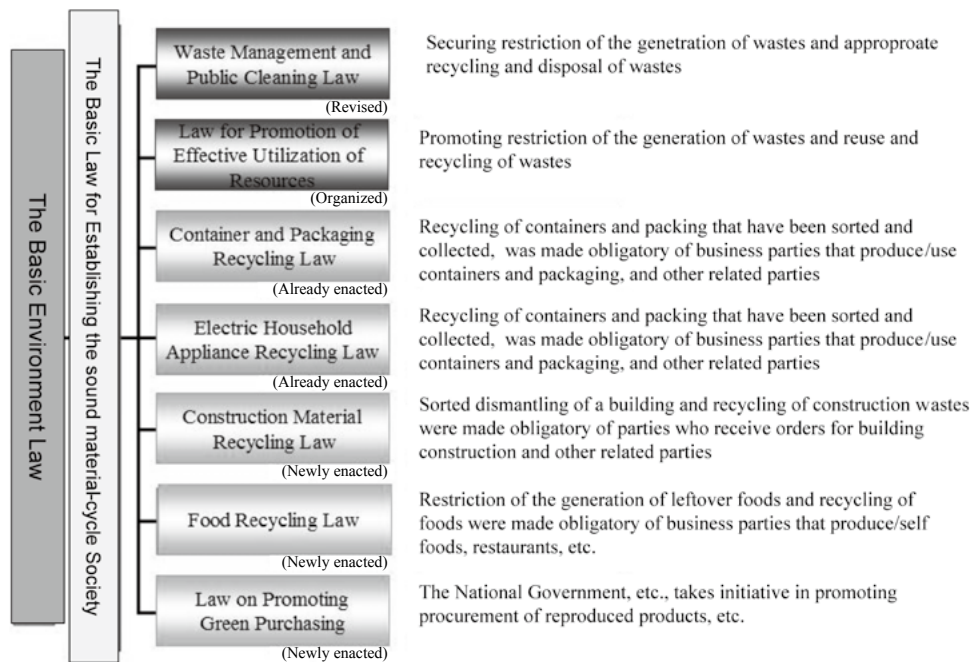 The Basic Environment Law
The Basic Law for Establishing the sound material-cycle Society
Waste Management and
Public Cleaning Law
(Revised)
Securing restriction of the genetration of wastes and approproate
recycling and disposal of wastes
Law for Promotion of
Effective Utilization of
Resources
(Organized)
Promoting restriction of the generation of wastes and reuse and
recycling of wastes
Container and Packaging
Recycling Law
(Already enacted)
Recycling of containers and packing that have been sorted and
collected, was made obligatory of business parties that produce/use
containers and packaging, and other related parties
Electric Household
Appliance Recycling Law
(Already enacted)
Recycling of containers and packing that have been sorted and
collected, was made obligatory of business parties that produce/use
containers and packaging, and other related parties
Construction Material
Recycling Law
(Newly enacted)
Sorted dismantling of a building and recycling of construction wastes
were made obligatory of parties who receive orders for building
construction and other related parties
Food Recycling Law
(Newly enacted)
Restriction of the generation of leftover foods and recycling of
foods were made obligatory of business parties that produce/self
foods, restaurants, etc.
Law on Promoting
Green Purchasing
(Newly enacted)
The National Government, etc., takes initiative in promoting
procurement of reproduced products, etc.